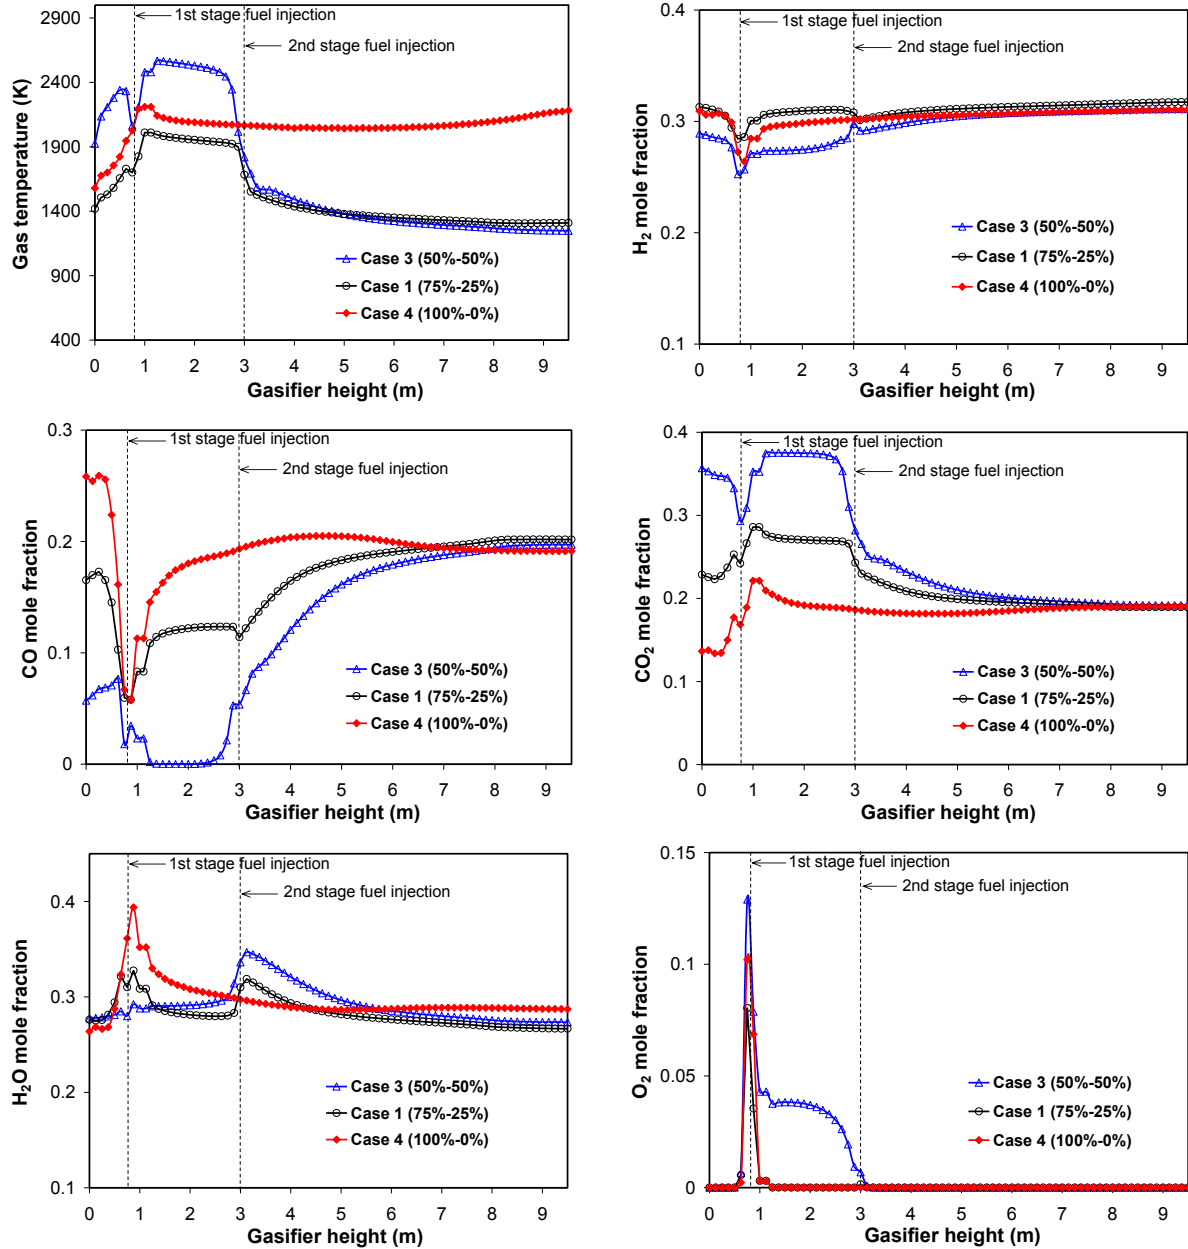 2900
2400
1900
1400
900
400
Gas temperature (K)
1st stage fuel injection
2nd stage fuel injection
Case 3 (50%-50%)
Case 1 (75%-25%)
Case 4 (100%-0%)
0 1 2 3 4 5 6 7 8 9
Gasifier height (m)
0.4
0.3
0.2
0.1
H₂ mole fraction
1st stage fuel injection
2nd stage fuel injection
Case 3 (50%-50%)
Case 1 (75%-25%)
Case 4 (100%-0%)
0 1 2 3 4 5 6 7 8 9
Gasifier height (m)
0.3
0.2
0.1
0
CO mole fraction
1st stage fuel injection
2nd stage fuel injection
Case 3 (50%-50%)
Case 1 (75%-25%)
Case 4 (100%-0%)
0 1 2 3 4 5 6 7 8 9
Gasifier height (m)
0.4
0.3
0.2
0.1
0
CO₂ mole fraction
1st stage fuel injection
2nd stage fuel injection
Case 3 (50%-50%)
Case 1 (75%-25%)
Case 4 (100%-0%)
0 1 2 3 4 5 6 7 8 9
Gasifier height (m)
0.4
0.3
0.2
0.1
H₂O mole fraction
1st stage fuel injection
2nd stage fuel injection
Case 3 (50%-50%)
Case 1 (75%-25%)
Case 4 (100%-0%)
0 1 2 3 4 5 6 7 8 9
Gasifier height (m)
0.15
0.1
0.05
0
O₂ mole fraction
1st stage fuel injection
2nd stage fuel injection
Case 3 (50%-50%)
Case 1 (75%-25%)
Case 4 (100%-0%)
0 1 2 3 4 5 6 7 8 9
Gasifier height (m)